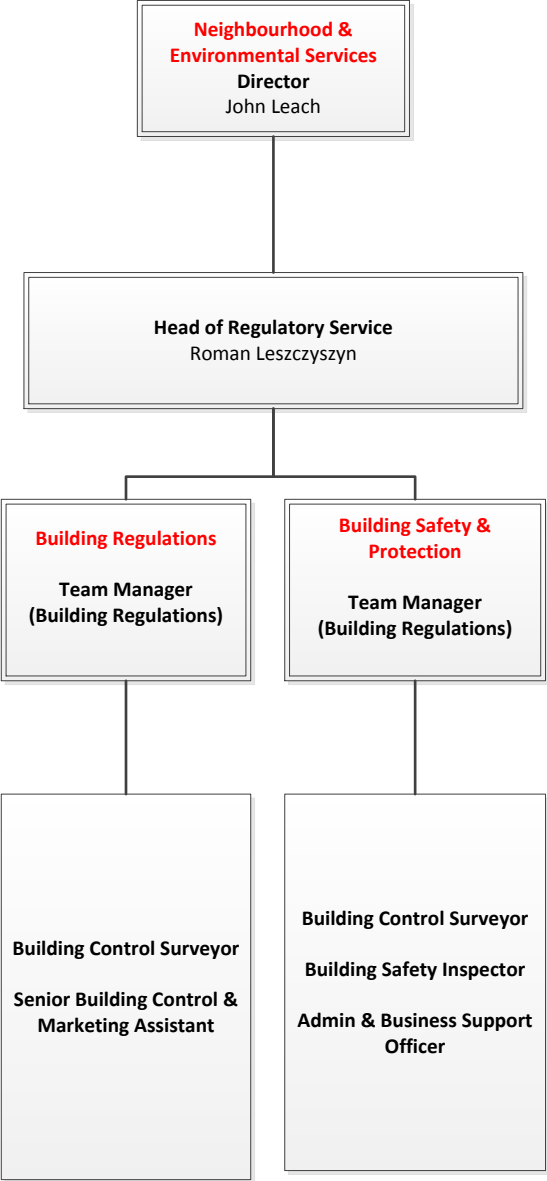 Neighbourhood &
Environmental Services
Director
John Leach
Head of Regulatory Service
Roman Leszczyszyn
Building Regulations
Team Manager
(Building Regulations)
Building Safety &
Protection
Team Manager
(Building Regulations)
Building Control Surveyor
Senior Building Control &
Marketing Assistant
Building Control Surveyor
Building Safety Inspector
Admin & Business Support
Officer